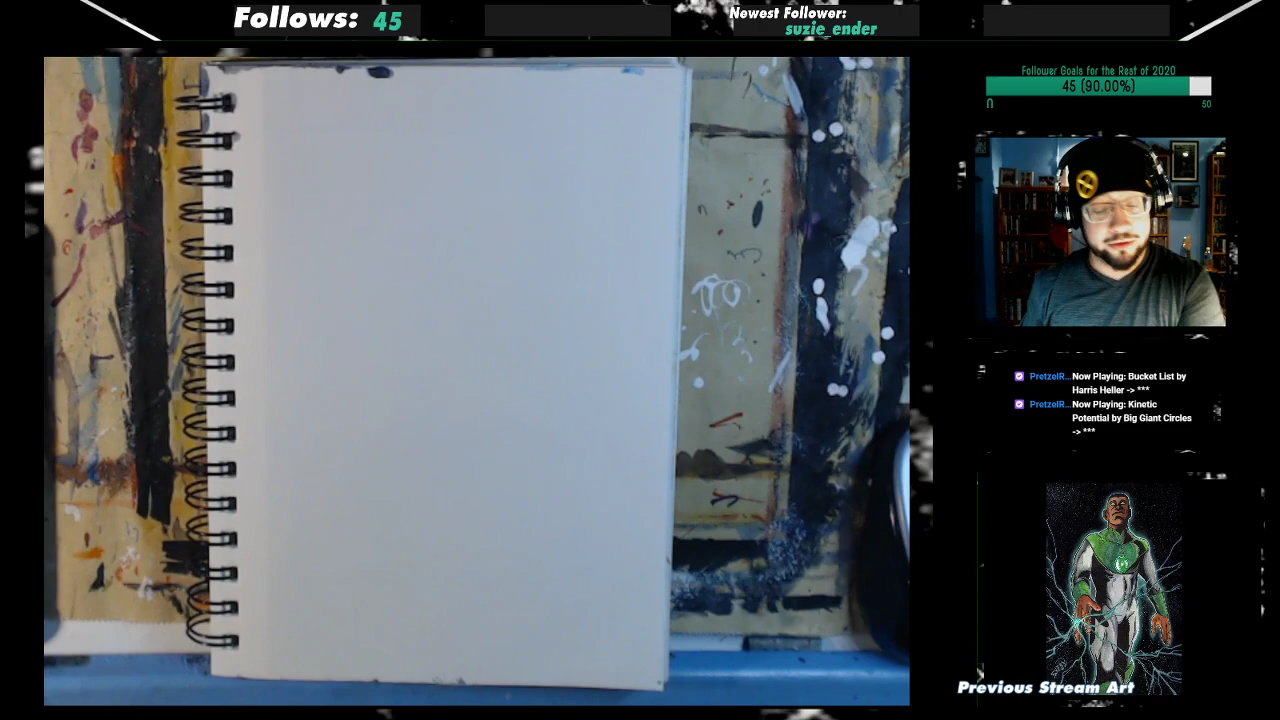 Follows: 45
Newest Follower:
suzie_ender
Follower Goals for the Rest of 2020
45 (90.00%)
0
50
PretzelR... Now Playing: Bucket List by
Harris Heller -> ***
PretzelR... Now Playing: Kinetic
Potential by Big Giant Circles
-> ***
Previous Stream Art